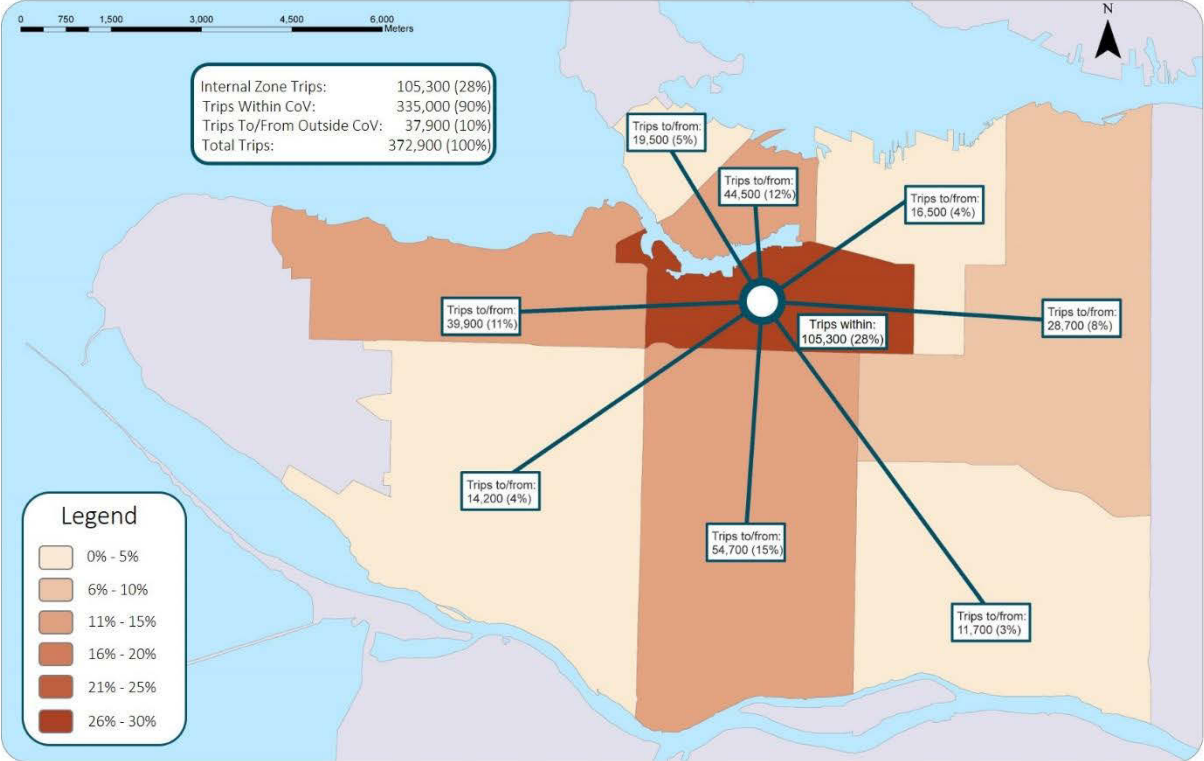 0 750 1,500 3,000 4,500 6,000
Meters
N
Internal Zone Trips: 105,300 (28%)
Trips Within CoV: 335,000 (90%)
Trips To/From Outside CoV: 37,900 (10%)
Total Trips: 372,900 (100%)
Trips to/from:
19,500 (5%)
Trips to/from:
44,500 (12%)
Trips to/from:
16,500 (4%)
Trips to/from:
39,900 (11%)
Trips within:
105,300 (28%)
Trips to/from:
28,700 (8%)
Trips to/from:
14,200 (4%)
Trips to/from:
54,700 (15%)
Trips to/from:
11,700 (3%)
Legend
0% - 5%
6% - 10%
11% - 15%
16% - 20%
21% - 25%
26% - 30%